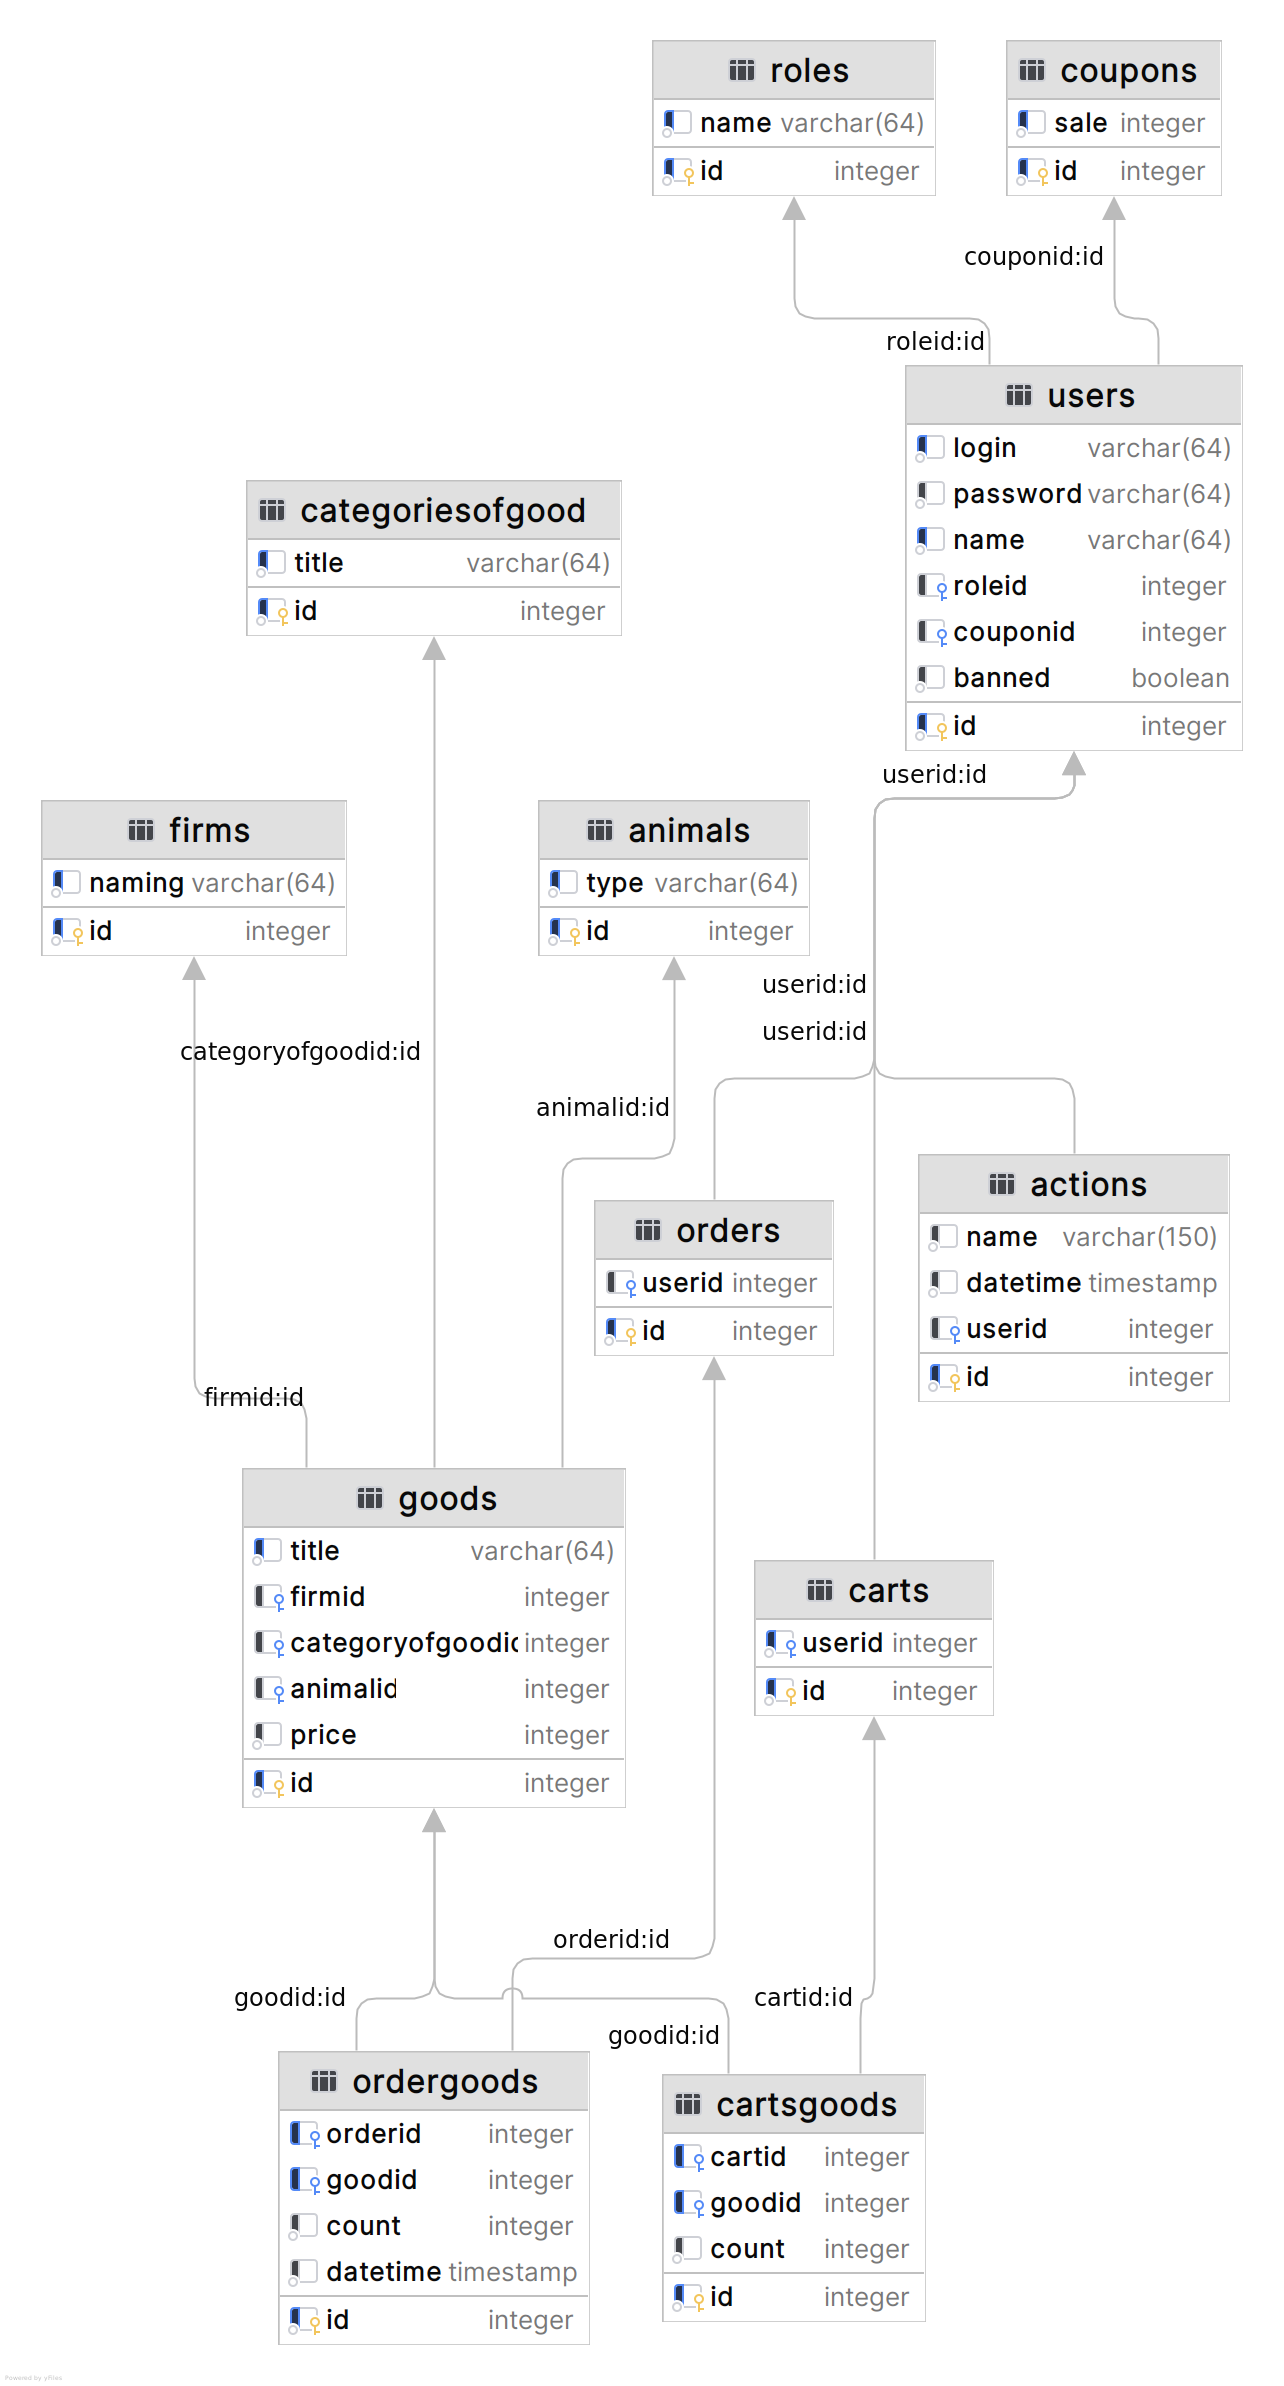 roles
name varchar(64)
id integer
coupons
sale integer
id integer
couponid:id
roleid:id
users
login varchar(64)
password varchar(64)
name varchar(64)
roleid integer
couponid integer
banned boolean
id integer
categoriesofgood
title varchar(64)
id integer
userid:id
firms
naming varchar(64)
id integer
animals
type varchar(64)
id integer
userid:id
userid:id
categoryofgoodid:id
animalid:id
actions
name varchar(150)
datetime timestamp
userid integer
id integer
orders
userid integer
id integer
firmid:id
goods
title varchar(64)
firmid integer
categoryofgoodid integer
animalid integer
price integer
id integer
carts
userid integer
id integer
orderid:id
goodid:id
cartid:id
goodid:id
ordergoods
orderid integer
goodid integer
count integer
datetime timestamp
id integer
cartsgoods
cartid integer
goodid integer
count integer
id integer
Powered by yFiles